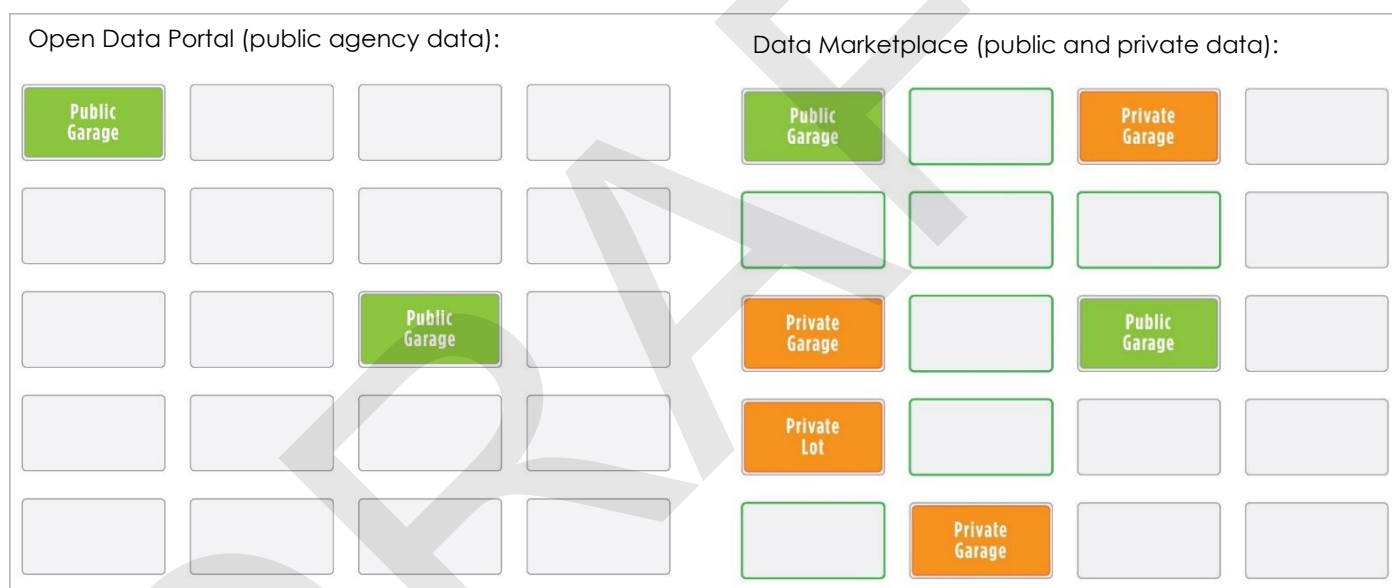 Open Data Portal (public agency data):
Public
Garage
Public
Garage
Data Marketplace (public and private data):
Public
Garage
Private
Garage
Private
Garage
Public
Garage
Private
Lot
Private
Garage
DRAF